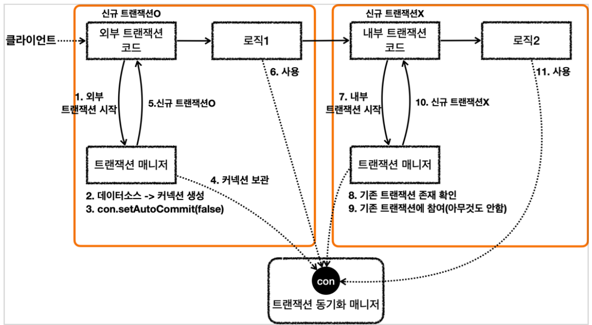 신규 트랜잭션O
신규 트랜잭션X
클라이언트
외부 트랜잭션
코드
로직1
내부 트랜잭션
코드
로직2
1. 외부
트랜잭션 시작
5.신규 트랜잭션O
6. 사용
7. 내부
트랜잭션 시작
10. 신규 트랜잭션X
11. 사용
트랜잭션 매니저
4. 커넥션 보관
트랜잭션 매니저
2. 데이터소스 -> 커넥션 생성
3. con.setAutoCommit(false)
8. 기존 트랜잭션 존재 확인
9. 기존 트랜잭션에 참여(아무것도 안함)
con
트랜잭션 동기화 매니저